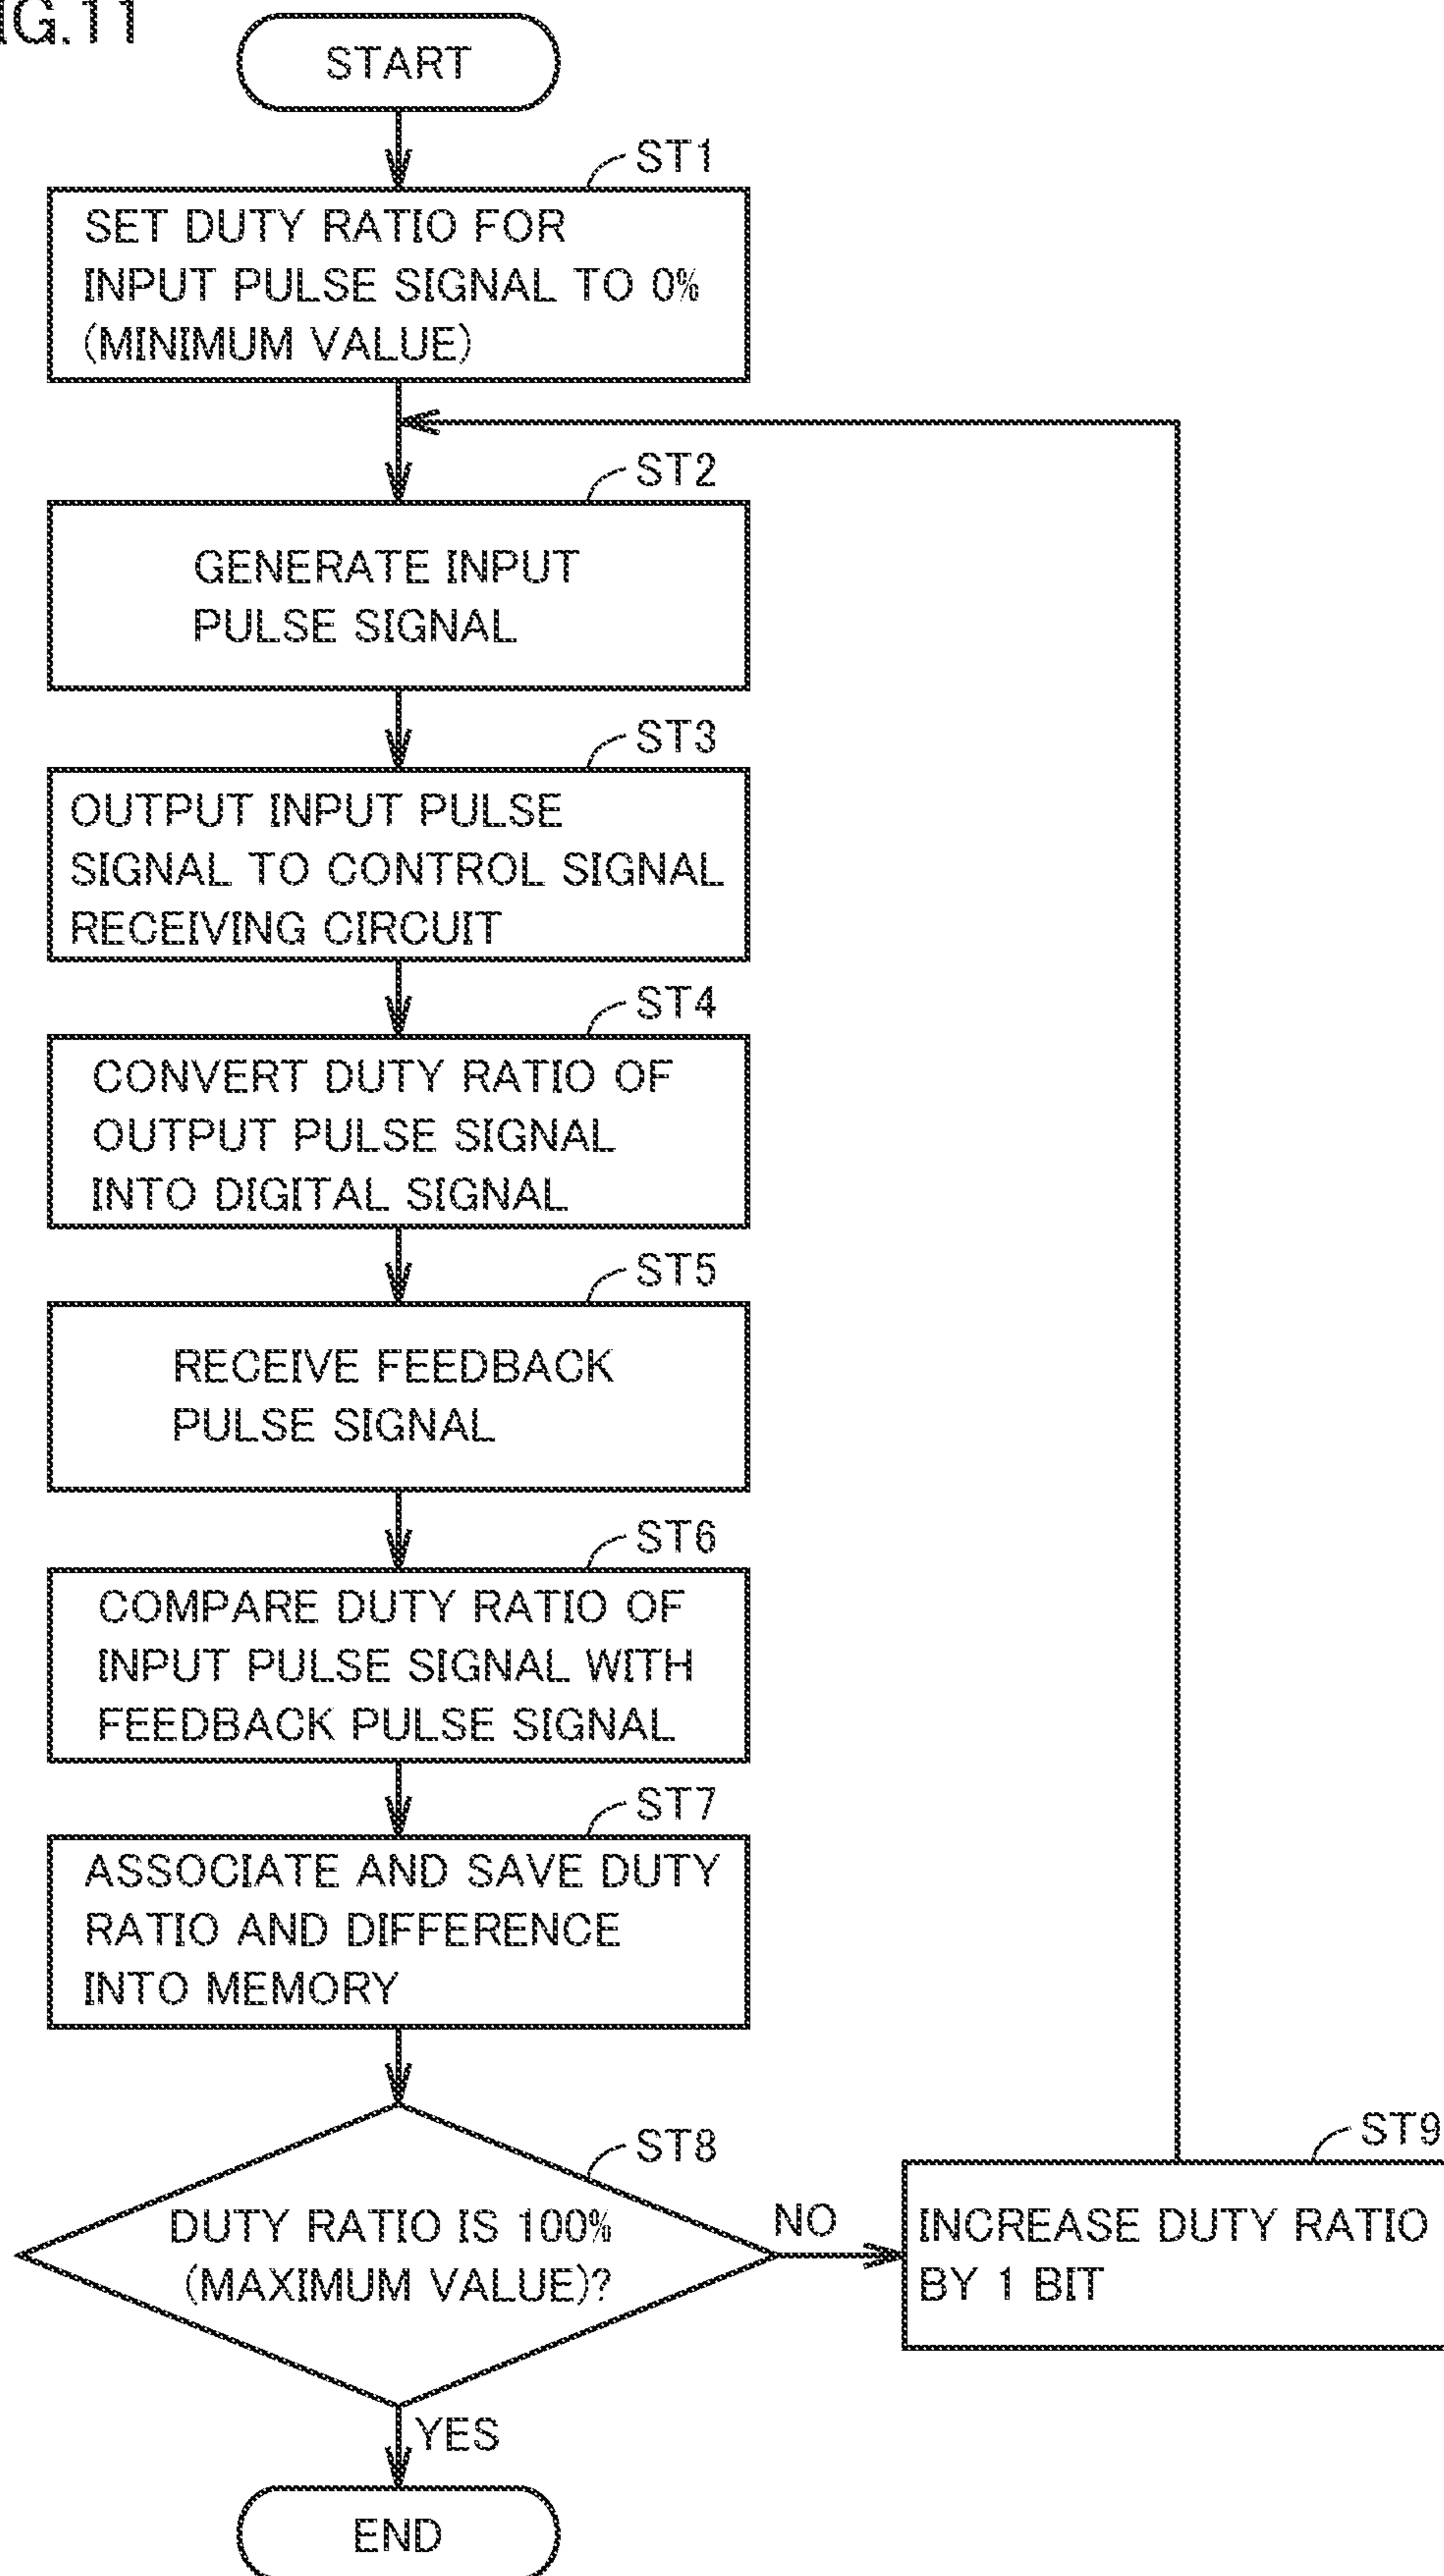 FIG.11
START
ST1
SET DUTY RATIO FOR
INPUT PULSE SIGNAL TO 0%
(MINIMUM VALUE)
ST2
GENERATE INPUT
PULSE SIGNAL
ST3
OUTPUT INPUT PULSE
SIGNAL TO CONTROL SIGNAL
RECEIVING CIRCUIT
ST4
CONVERT DUTY RATIO OF
OUTPUT PULSE SIGNAL
INTO DIGITAL SIGNAL
ST5
RECEIVE FEEDBACK
PULSE SIGNAL
ST6
COMPARE DUTY RATIO OF
INPUT PULSE SIGNAL WITH
FEEDBACK PULSE SIGNAL
ST7
ASSOCIATE AND SAVE DUTY
RATIO AND DIFFERENCE
INTO MEMORY
ST8
DUTY RATIO IS 100%
(MAXIMUM VALUE)?
NO
ST9
INCREASE DUTY RATIO
BY 1 BIT
YES
END